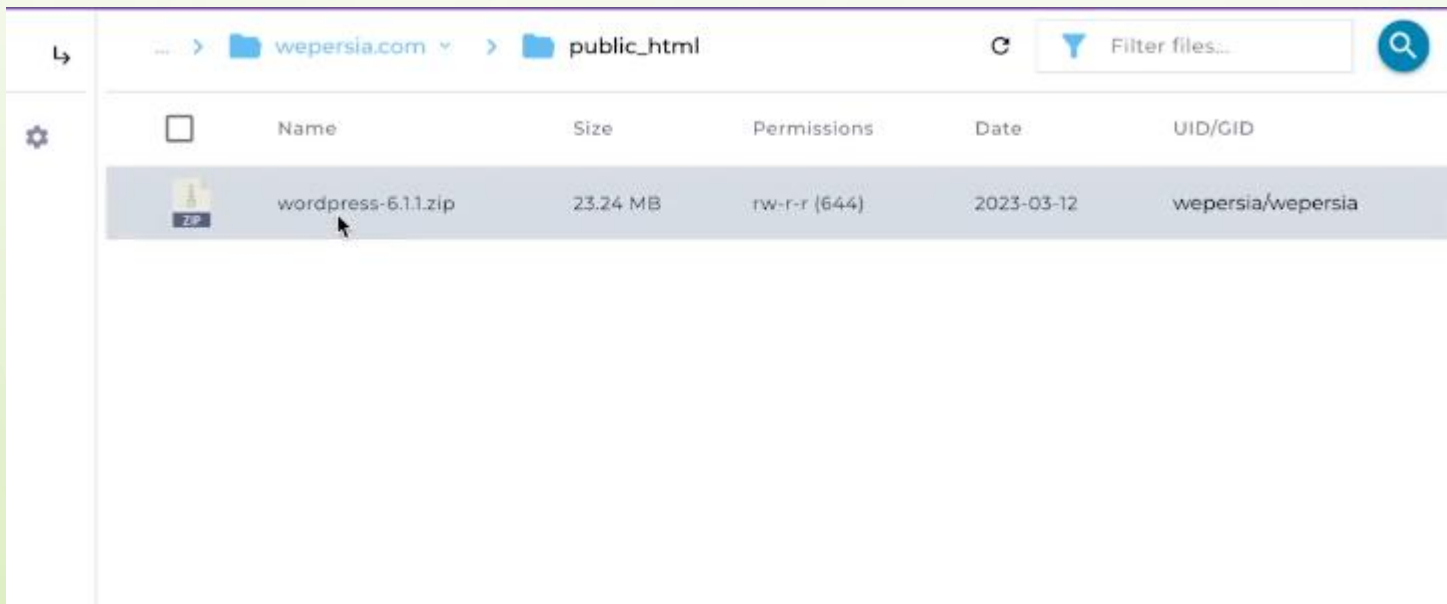 ... > wepersia.com > public_html Filter files...
Name Size Permissions Date UID/GID
ZIP wordpress-6.1.1.zip 23.24 MB rw-r-r (644) 2023-03-12 wepersia/wepersia